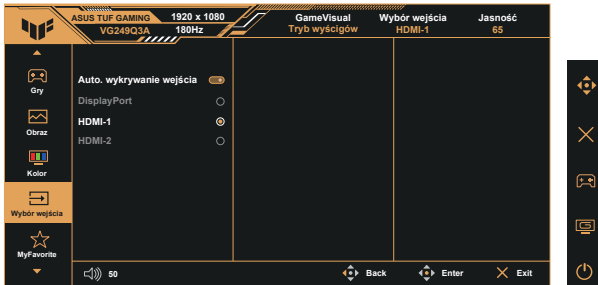 ASUS TUF GAMING 1920 x 1080
VG249Q3A 180Hz
GameVisual
Tryb wyścigów
Wybór wejścia
HDMI-1
Jasność
65
Gry
Obraz
Kolor
Wybór wejścia
MyFavorite
Auto. wykrywanie wejścia
DisplayPort
HDMI-1
HDMI-2
50
Back Enter Exit